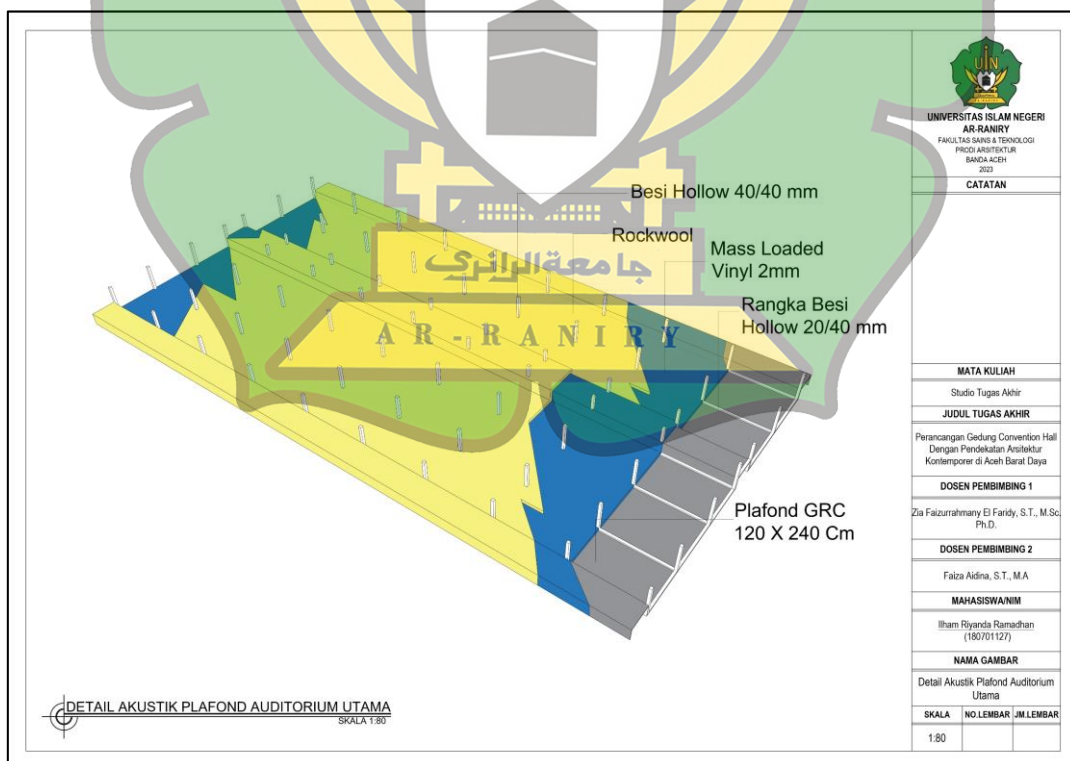 UIN
AR-RANIRY
UNIVERSITAS ISLAM NEGERI
AR-RANIRY
FAKULTAS SAINS & TEKNOLOGI
PRODI ARSITEKTUR
BANDA ACEH
2023
CATATAN
Besi Hollow 40/40 mm
Rockwool
Mass Loaded
Vinyl 2mm
Rangka Besi
Hollow 20/40 mm
جامعة الرانري
AR-RANIRY
Plafond GRC
120 X 240 Cm
MATA KULIAH
Studio Tugas Akhir
JUDUL TUGAS AKHIR
Perancangan Gedung Convention Hall
Dengan Pendekatan Arsitektur
Kontemporer di Aceh Barat Daya
DOSEN PEMBIMBING 1
Zia Faizurrahmany El Faridy, S.T., M.Sc,
Ph.D.
DOSEN PEMBIMBING 2
Faiza Aidina, S.T., M.A
MAHASISWA/NIM
Ilham Riyanda Ramadhan
(180701127)
NAMA GAMBAR
Detail Akustik Plafond Auditorium
Utama
SKALA NO.LEMBAR JM.LEMBAR
1:80
DETAIL AKUSTIK PLAFOND AUDITORIUM UTAMA
SKALA 1:80